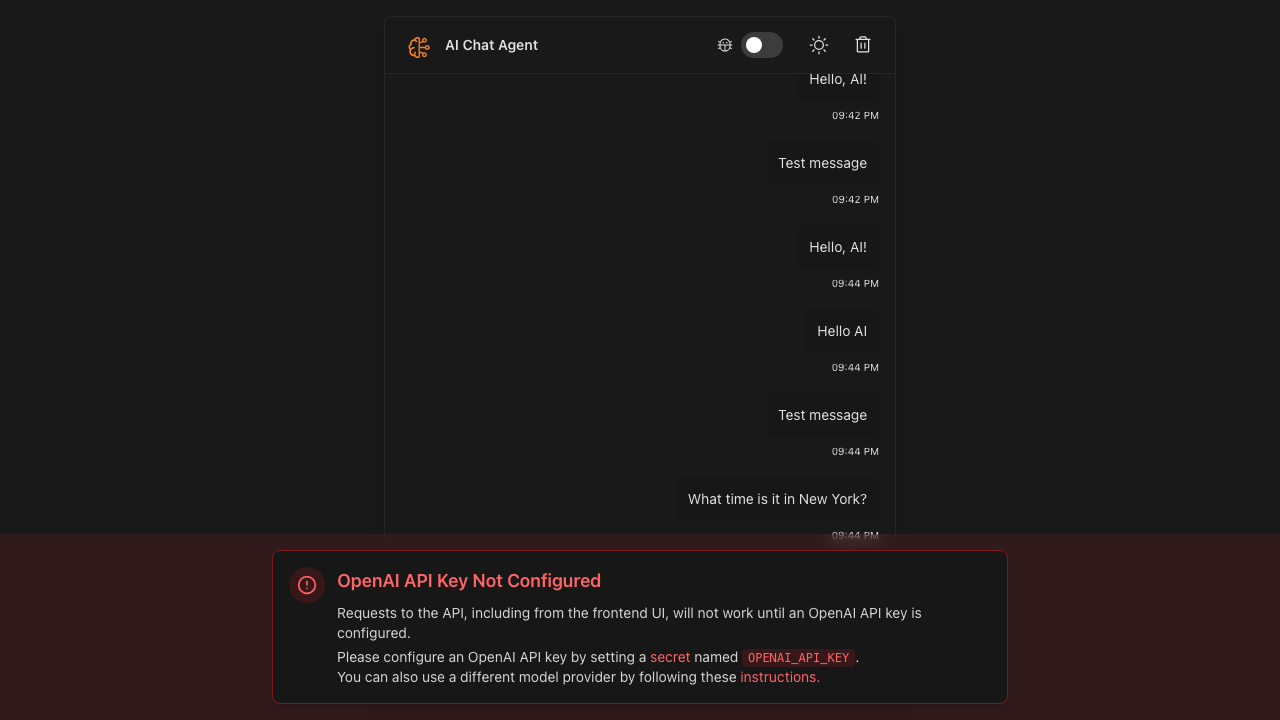 AI Chat Agent
Hello, AI!
09:42 PM
Test message
09:42 PM
Hello, AI!
09:44 PM
Hello AI
09:44 PM
Test message
09:44 PM
What time is it in New York?
09:44 PM
OpenAI API Key Not Configured
Requests to the API, including from the frontend UI, will not work until an OpenAI API key is
configured.
Please configure an OpenAI API key by setting a secret named OPENAI_API_KEY.
You can also use a different model provider by following these instructions.